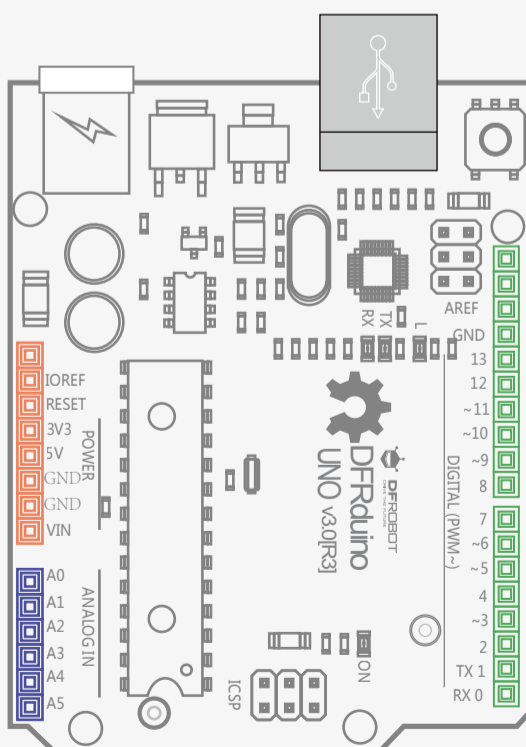 AREF
GND
13
12
~11
~10
~9
8
7
~6
~5
4
~3
2
TX 1
RX 0
DIGITAL (PWM~)
RX
TX
L
IOREF
RESET
3V3
5V
GND
GND
VIN
POWER
A0
A1
A2
A3
A4
A5
ANALOG IN
DFRduino
UNO v3.0[R3]
DFROBOT
ON
ICSP